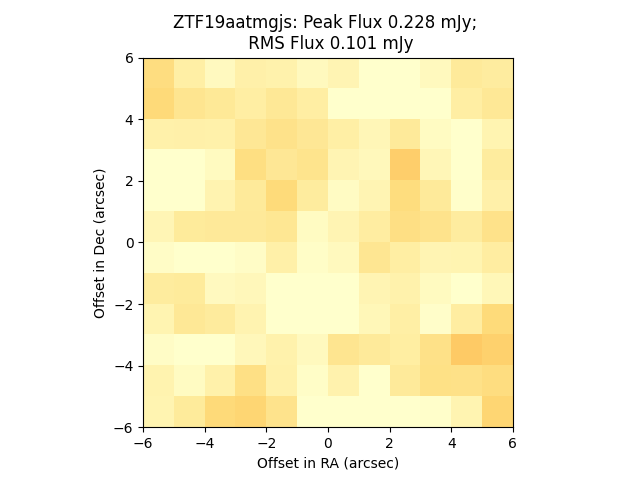 ZTF19aatmgjs: Peak Flux 0.228 mJy;
RMS Flux 0.101 mJy
6
4
2
0
−2
−4
−6
Offset in Dec (arcsec)
−6 −4 −2 0 2 4 6
Offset in RA (arcsec)